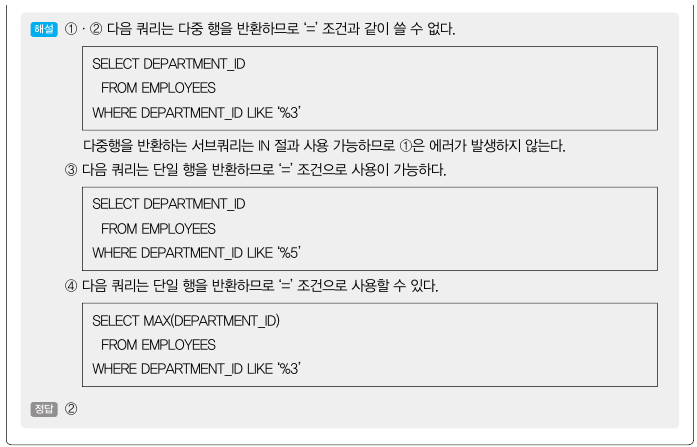 해설 ①·② 다음 쿼리는 다중 행을 반환하므로 ‘=’ 조건과 같이 쓸 수 없다.
SELECT DEPARTMENT_ID
FROM EMPLOYEES
WHERE DEPARTMENT_ID LIKE ‘%3’
다중행을 반환하는 서브쿼리는 IN 절과 사용 가능하므로 ①은 에러가 발생하지 않는다.
③ 다음 쿼리는 단일 행을 반환하므로 ‘=’ 조건으로 사용이 가능하다.
SELECT DEPARTMENT_ID
FROM EMPLOYEES
WHERE DEPARTMENT_ID LIKE ‘%5’
④ 다음 쿼리는 단일 행을 반환하므로 ‘=’ 조건으로 사용할 수 있다.
SELECT MAX(DEPARTMENT_ID)
FROM EMPLOYEES
WHERE DEPARTMENT_ID LIKE ‘%3’
정답 ②